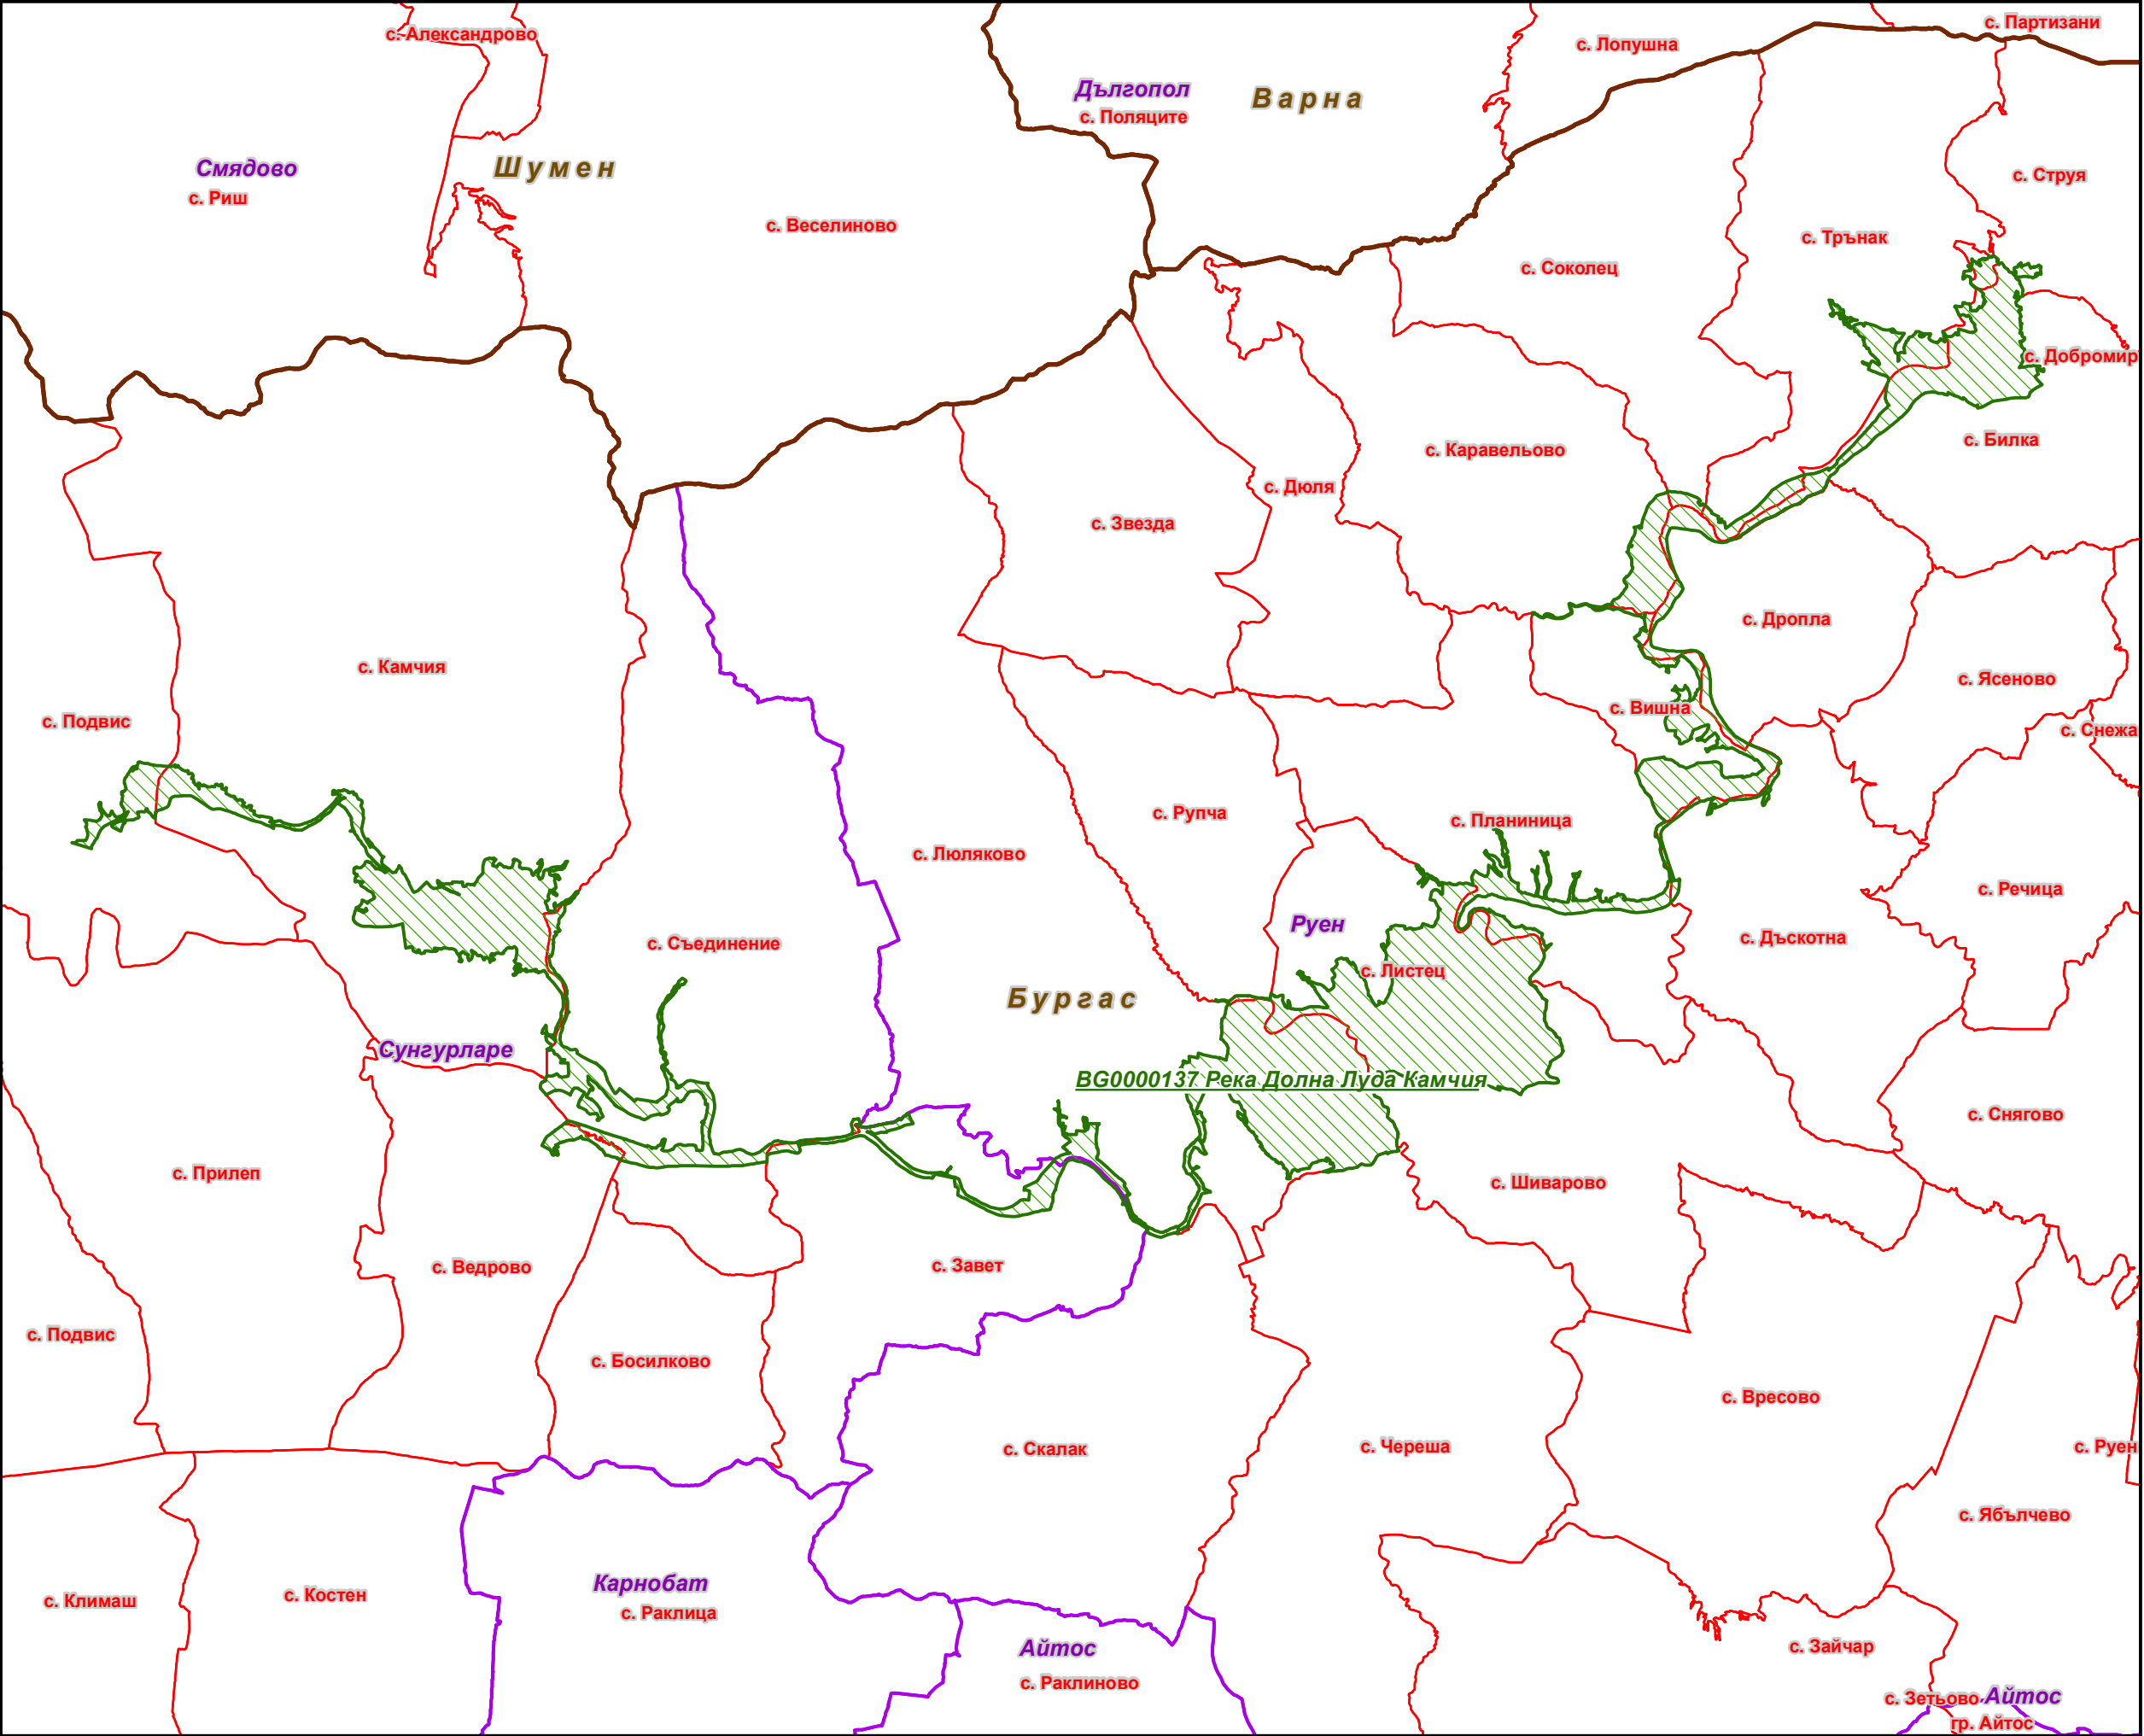 с. Партизани
с. Александрово
с. Лопушна
Дългопол
Варна
с. Поляците
Смядово
Шумен
с. Струя
с. Риш
с. Веселиново
с. Трънак
с. Соколец
с. Добромир
с. Билка
с. Каравельово
с. Дюля
с. Звезда
с. Дропла
с. Камчия
с. Ясеново
с. Вишна
с. Подвис
с. Снежа
с. Рупча
с. Планиница
с. Люляково
с. Речица
Руен
с. Дъскотна
с. Съединение
с. Листец
Бургас
Сунгурларе
BG0000137 Река Долна Луда Камчия
с. Снягово
с. Прилеп
с. Шиварово
с. Завет
с. Ведрово
с. Подвис
с. Босилково
с. Вресово
с. Скалак
с. Череша
с. Руен
с. Ябълчево
Карнобат
с. Климаш
с. Костен
с. Раклица
Айтос
с. Зайчар
с. Раклиново
с. Зетьово
Айтос
гр. Айтос